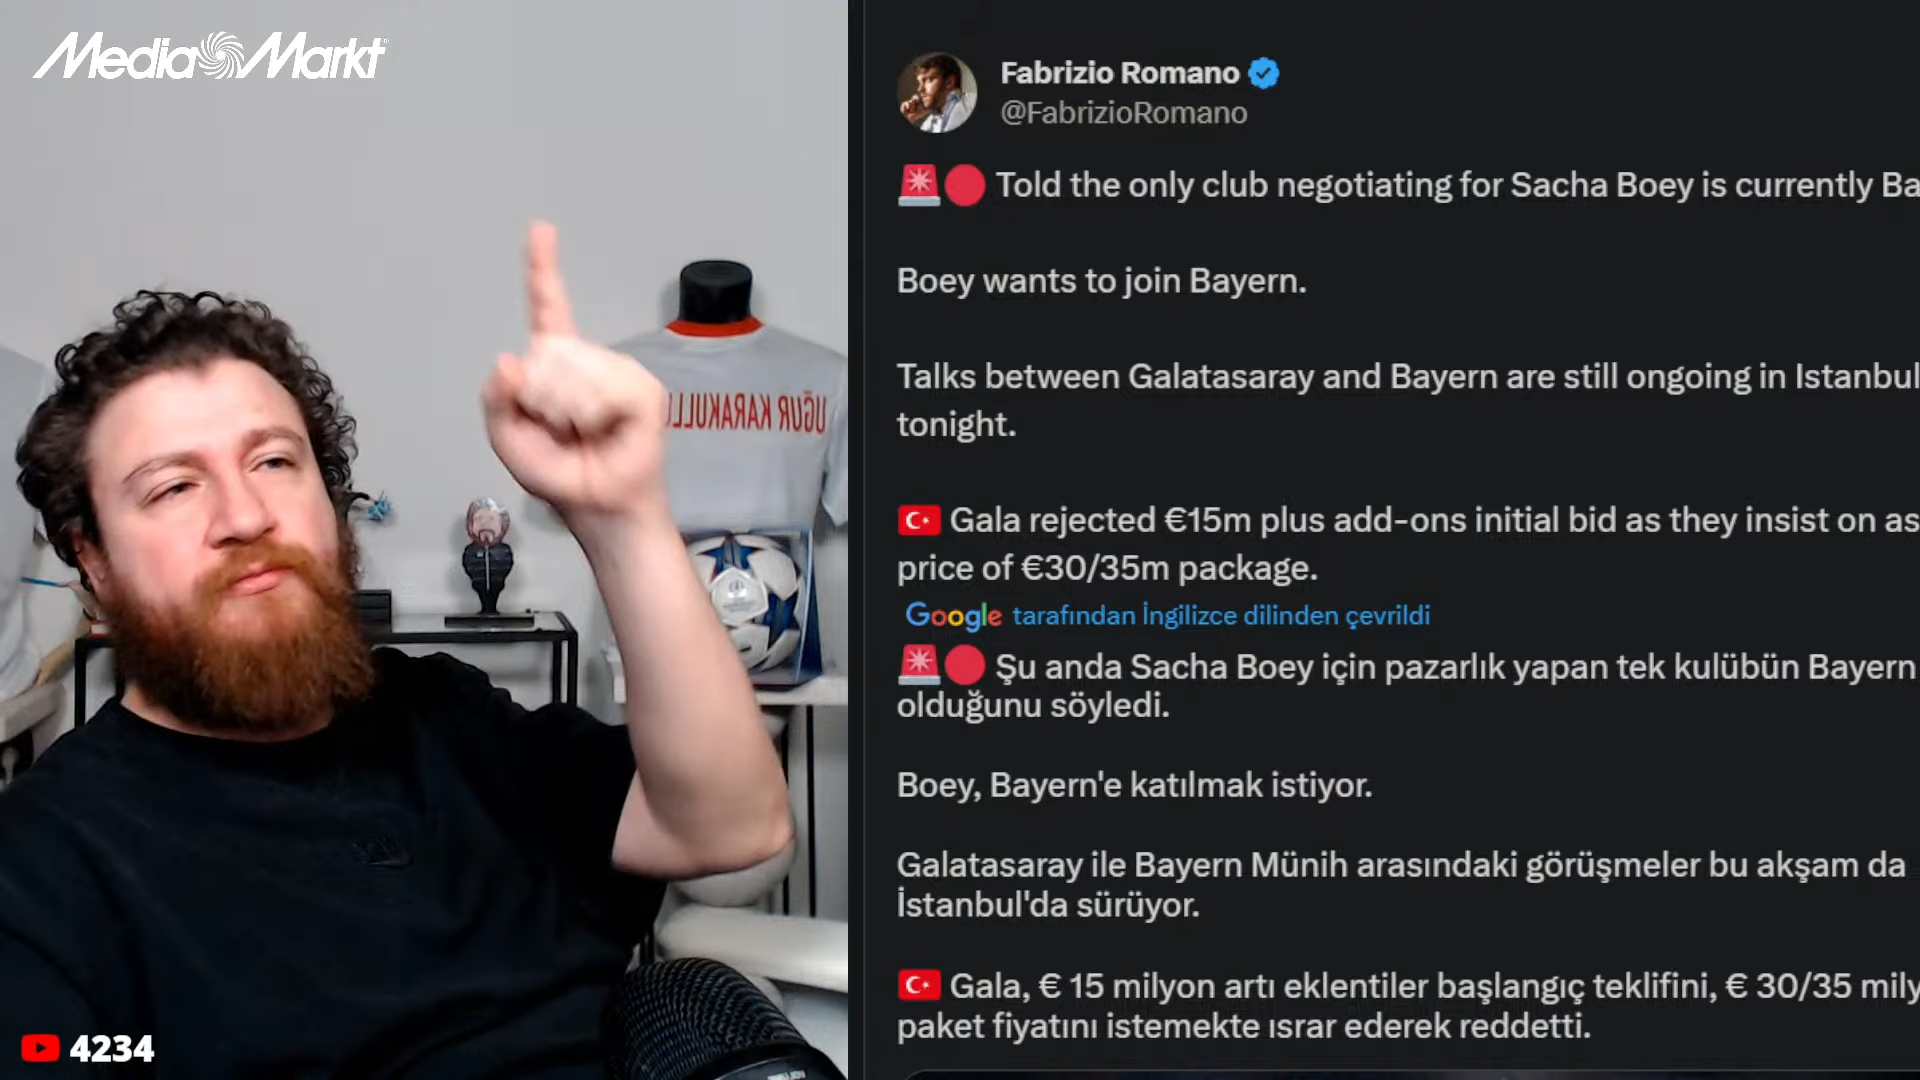 MediaMarkt
Fabrizio Romano
@FabrizioRomano
Told the only club negotiating for Sacha Boey is currently Ba
Boey wants to join Bayern.
Talks between Galatasaray and Bayern are still ongoing in Istanbul
tonight.
Gala rejected €15m plus add-ons initial bid as they insist on as
price of €30/35m package.
Google tarafından İngilizce dilinden çevrildi
Şu anda Sacha Boey için pazarlık yapan tek kulübün Bayern
olduğunu söyledi.
Boey, Bayern'e katılmak istiyor.
Galatasaray ile Bayern Münih arasındaki görüşmeler bu akşam da
İstanbul'da sürüyor.
Gala, € 15 milyon artı eklentiler başlangıç teklifini, € 30/35 mily
paket fiyatını istemekte ısrar ederek reddetti.
UĞUR KARAKULL
4234